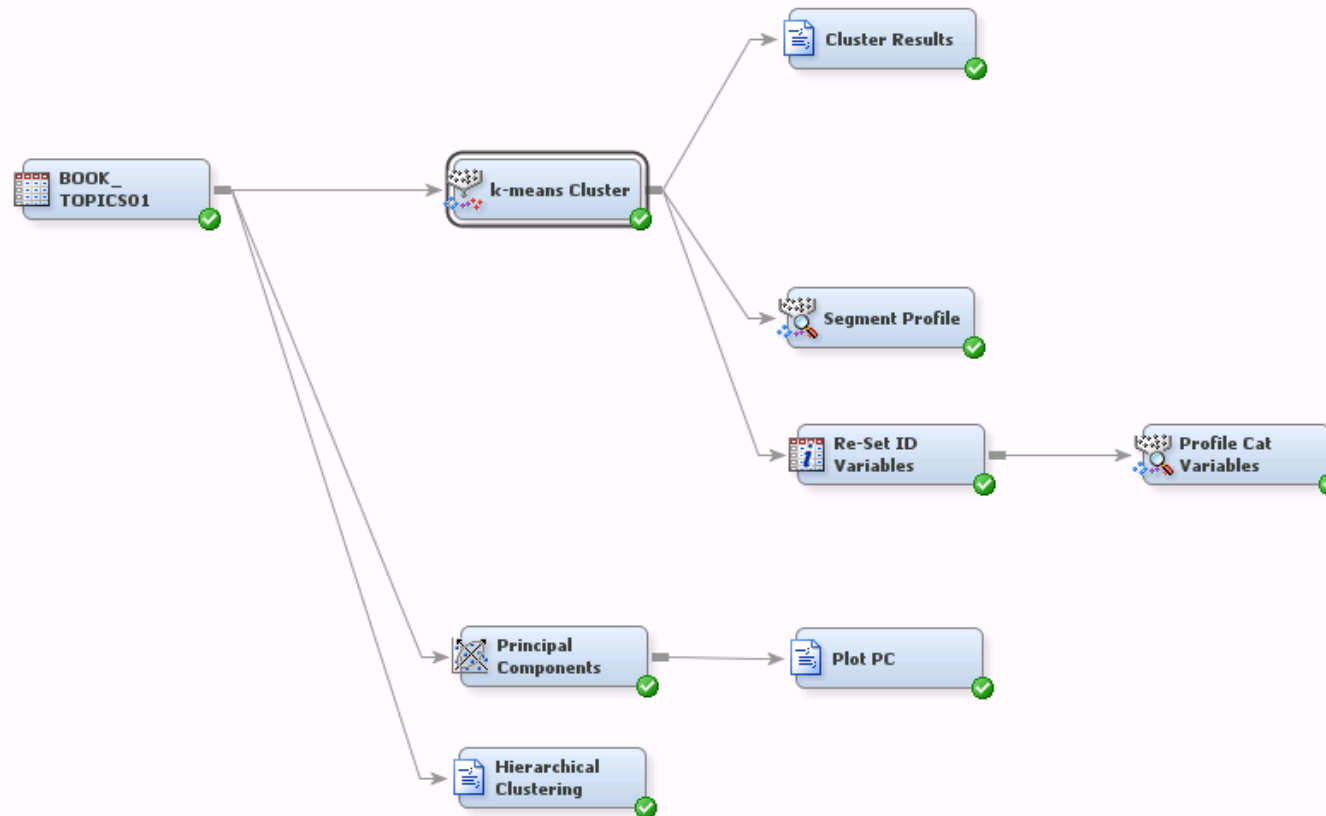 Cluster Results
BOOK_
TOPICS01
k-means Cluster
Segment Profile
Re-Set ID
Variables
Profile Cat
Variables
Principal
Components
Plot PC
Hierarchical
Clustering